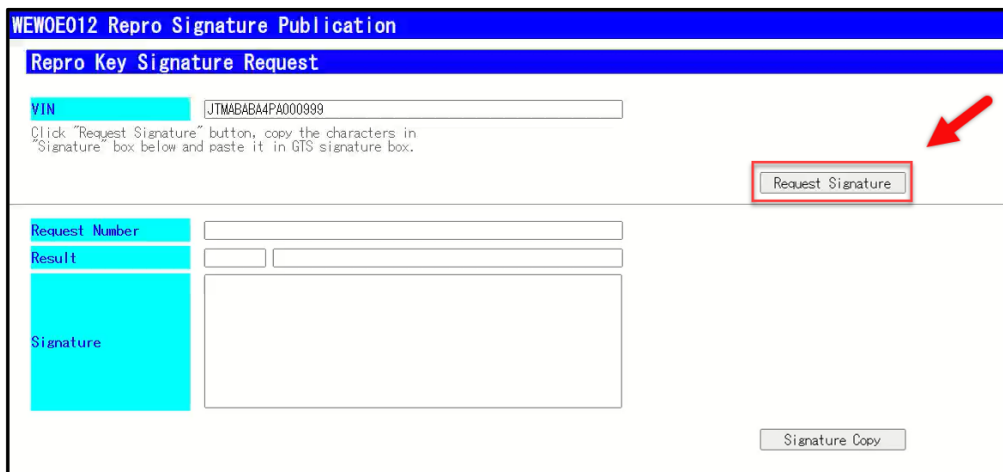 WEWOE012 Repro Signature Publication
Repro Key Signature Request
VIN
JTMABABA4PA000999
Click "Request Signature" button, copy the characters in
"Signature" box below and paste it in GTS signature box.
Request Signature
Request Number
Result
Signature
Signature Copy